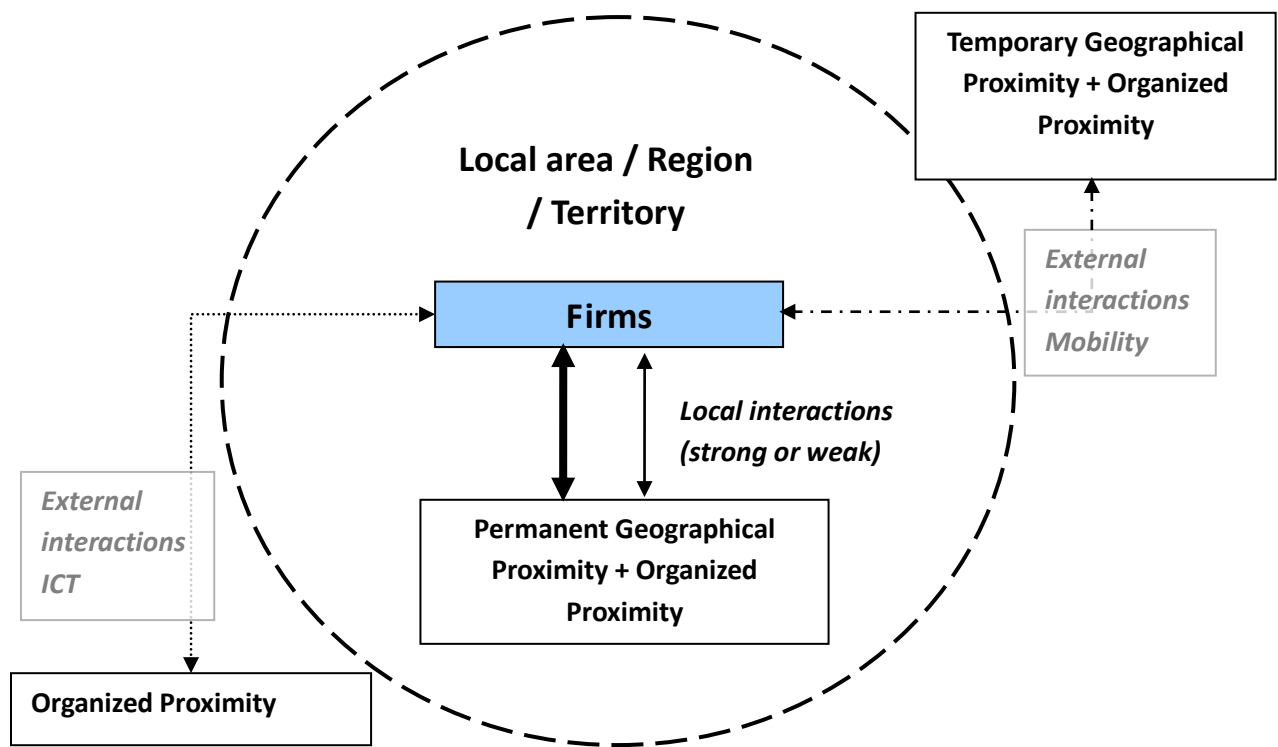 Temporary Geographical
Proximity + Organized
Proximity
Local area / Region
/ Territory
External
interactions
Mobility
Firms
Local interactions
(strong or weak)
External
interactions
ICT
Permanent Geographical
Proximity + Organized
Proximity
Organized Proximity